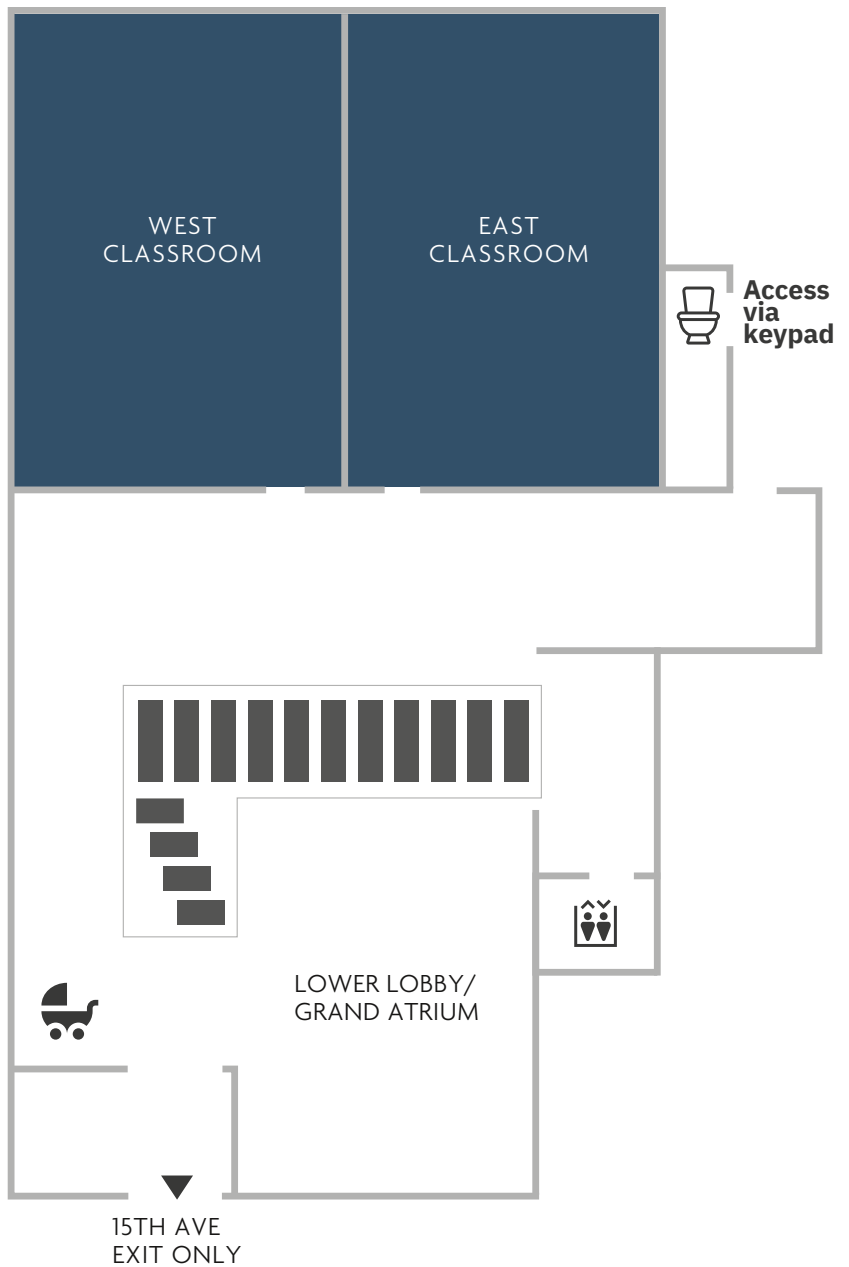 WEST
CLASSROOM
EAST
CLASSROOM
Access
via
keypad
LOWER LOBBY/
GRAND ATRIUM
15TH AVE
EXIT ONLY